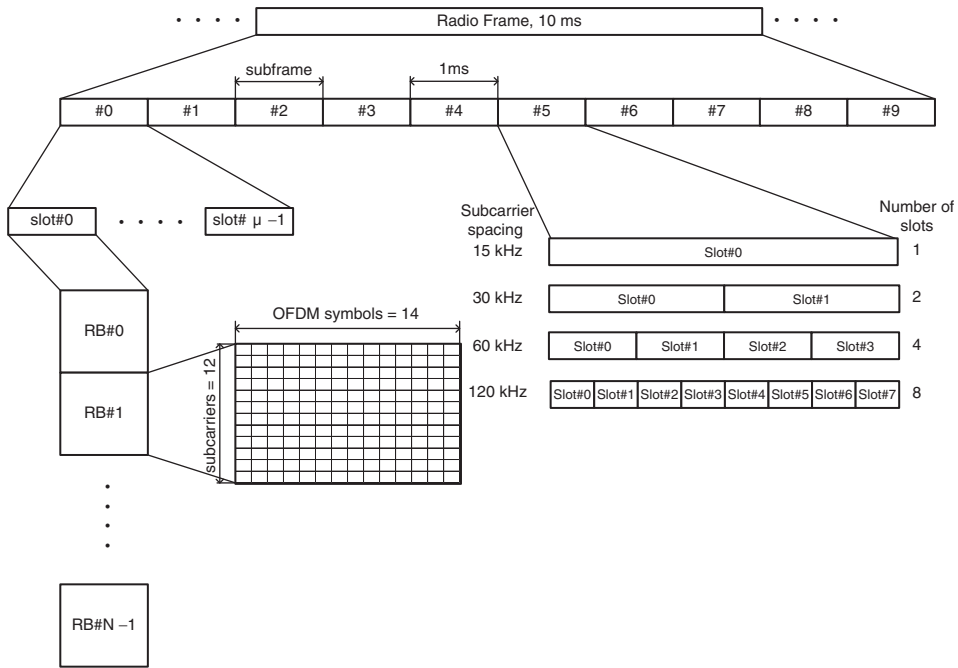 Radio Frame, 10 ms
subframe
1ms
#0 #1 #2 #3 #4 #5 #6 #7 #8 #9
slot#0
slot# μ −1
Subcarrier
spacing
Number of
slots
15 kHz
Slot#0
1
30 kHz
Slot#0 Slot#1
2
60 kHz
Slot#0 Slot#1 Slot#2 Slot#3
4
120 kHz
Slot#0 Slot#1 Slot#2 Slot#3 Slot#4 Slot#5 Slot#6 Slot#7
8
RB#0
RB#1
RB#N −1
OFDM symbols = 14
subcarriers = 12